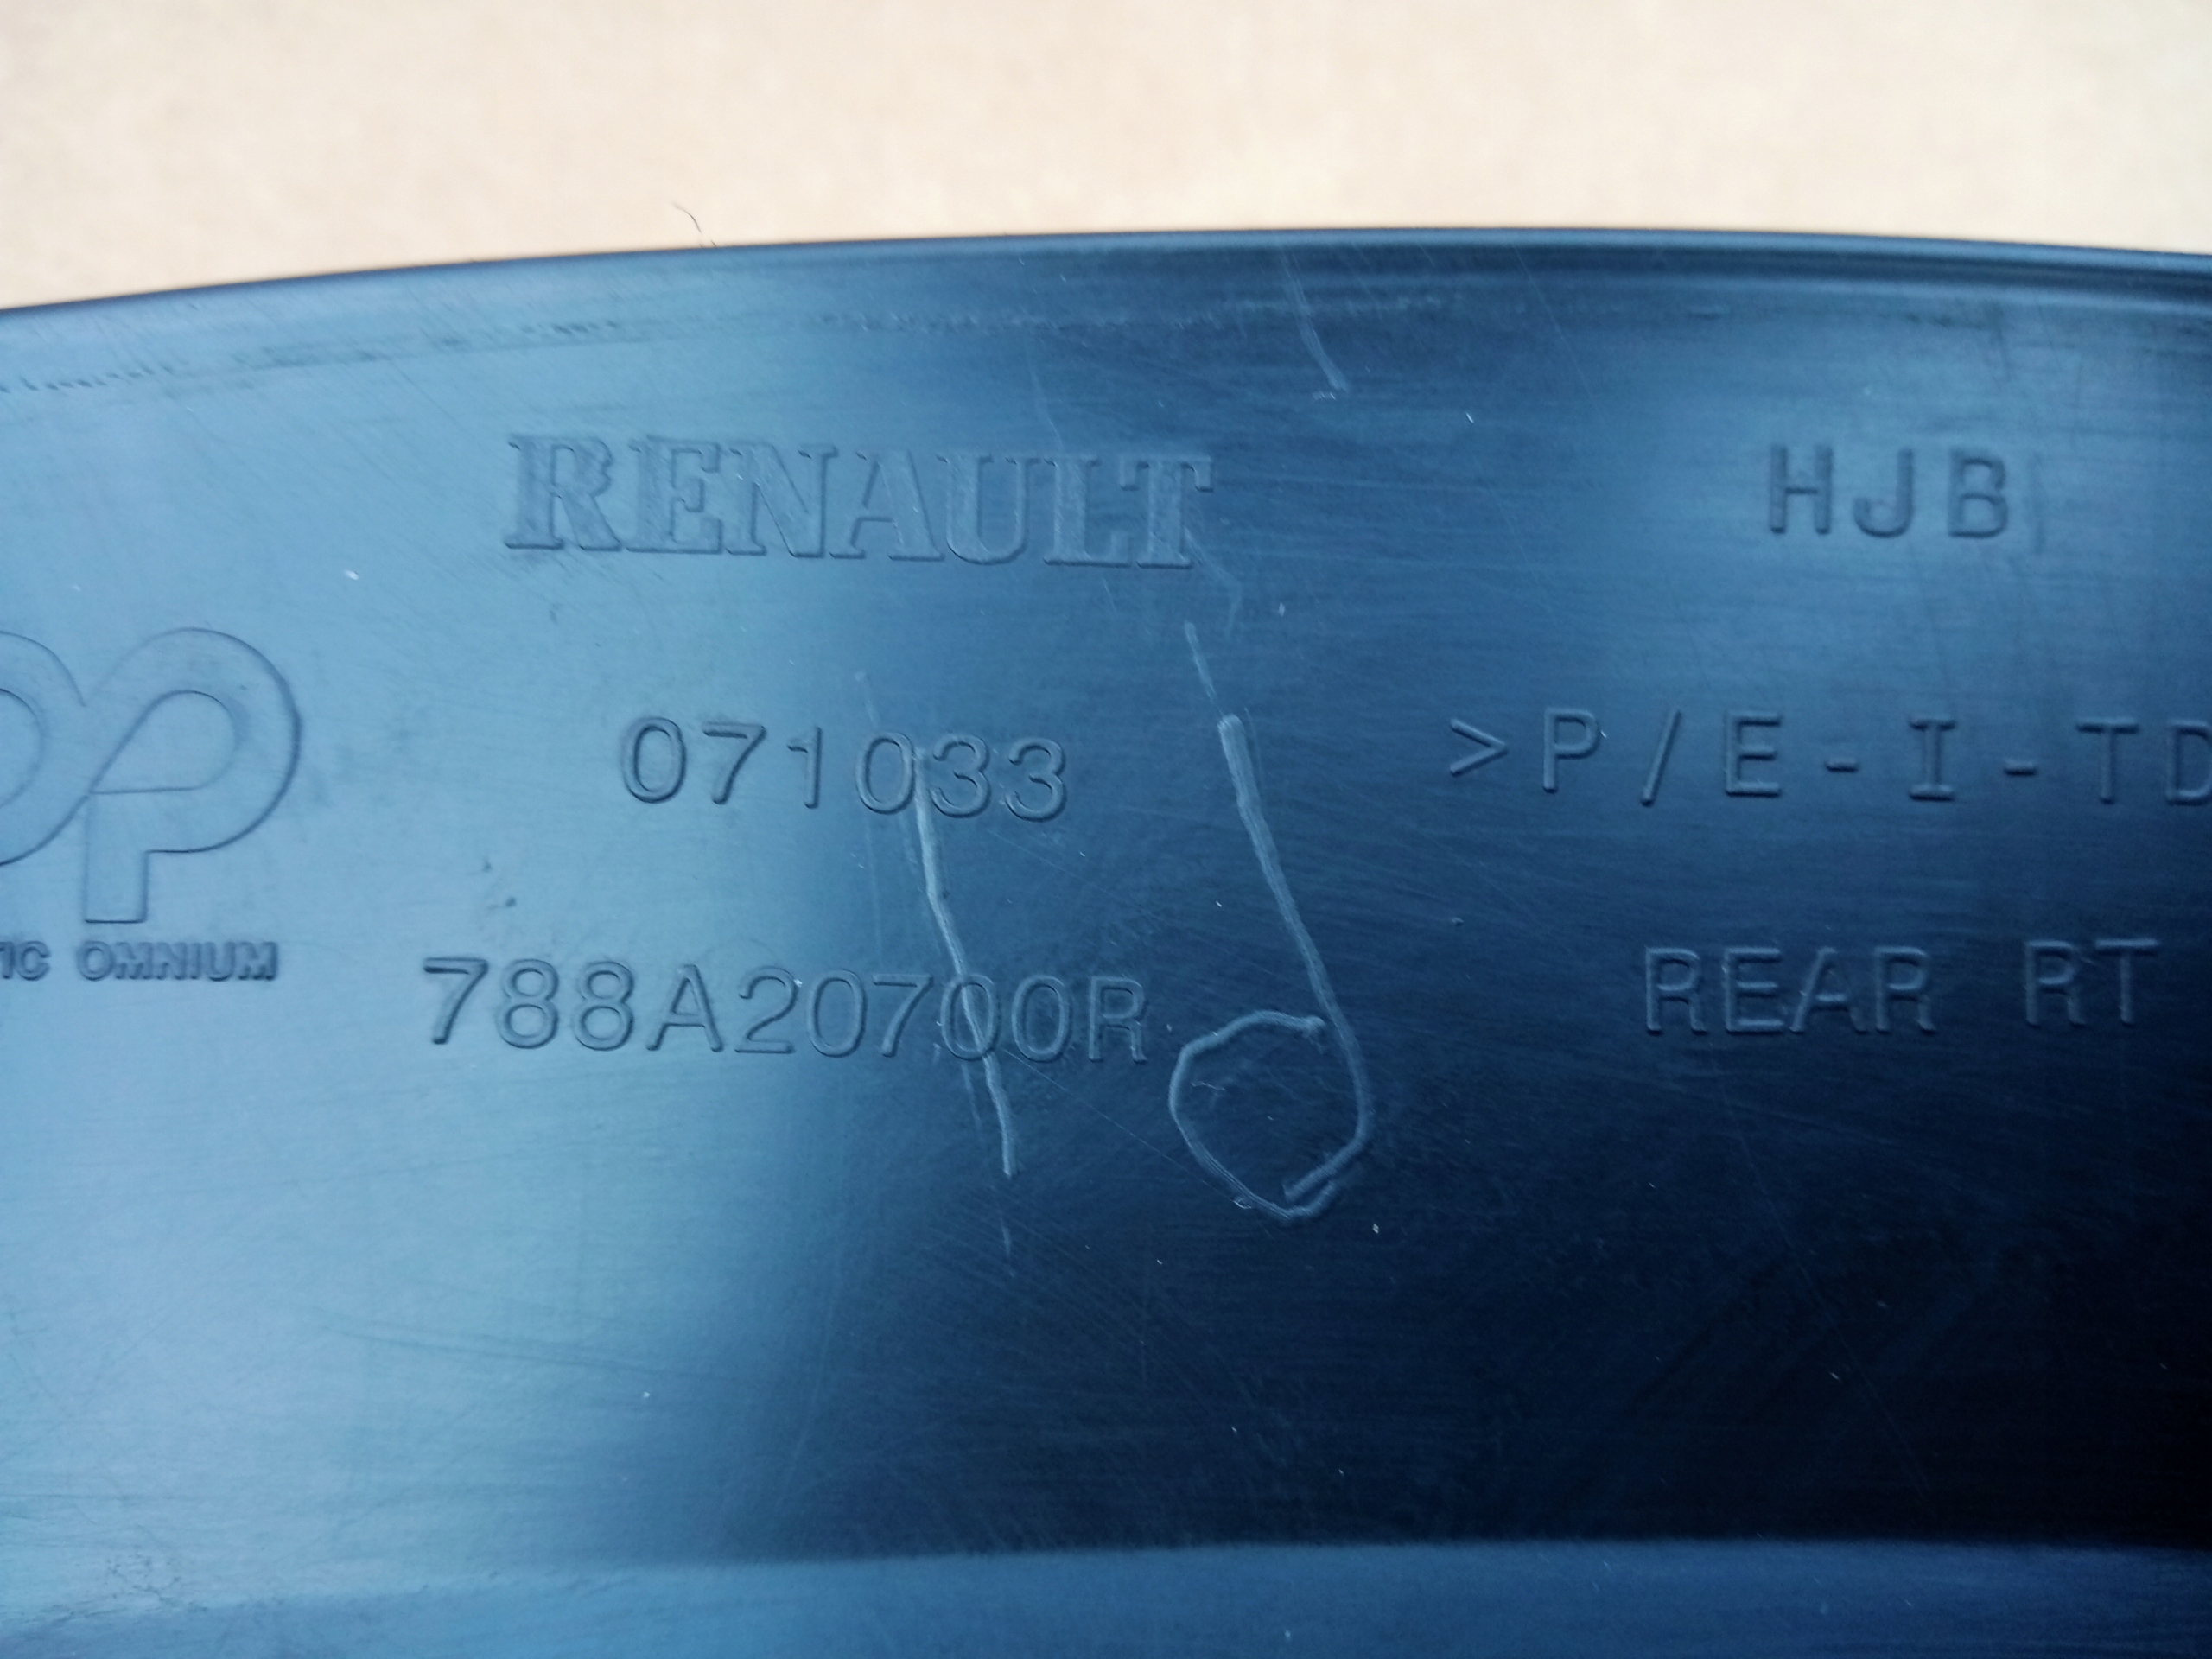 RENAULT
HJB
071033
>P/E-I-TD
OMNIUM
788A20700R
REAR RT